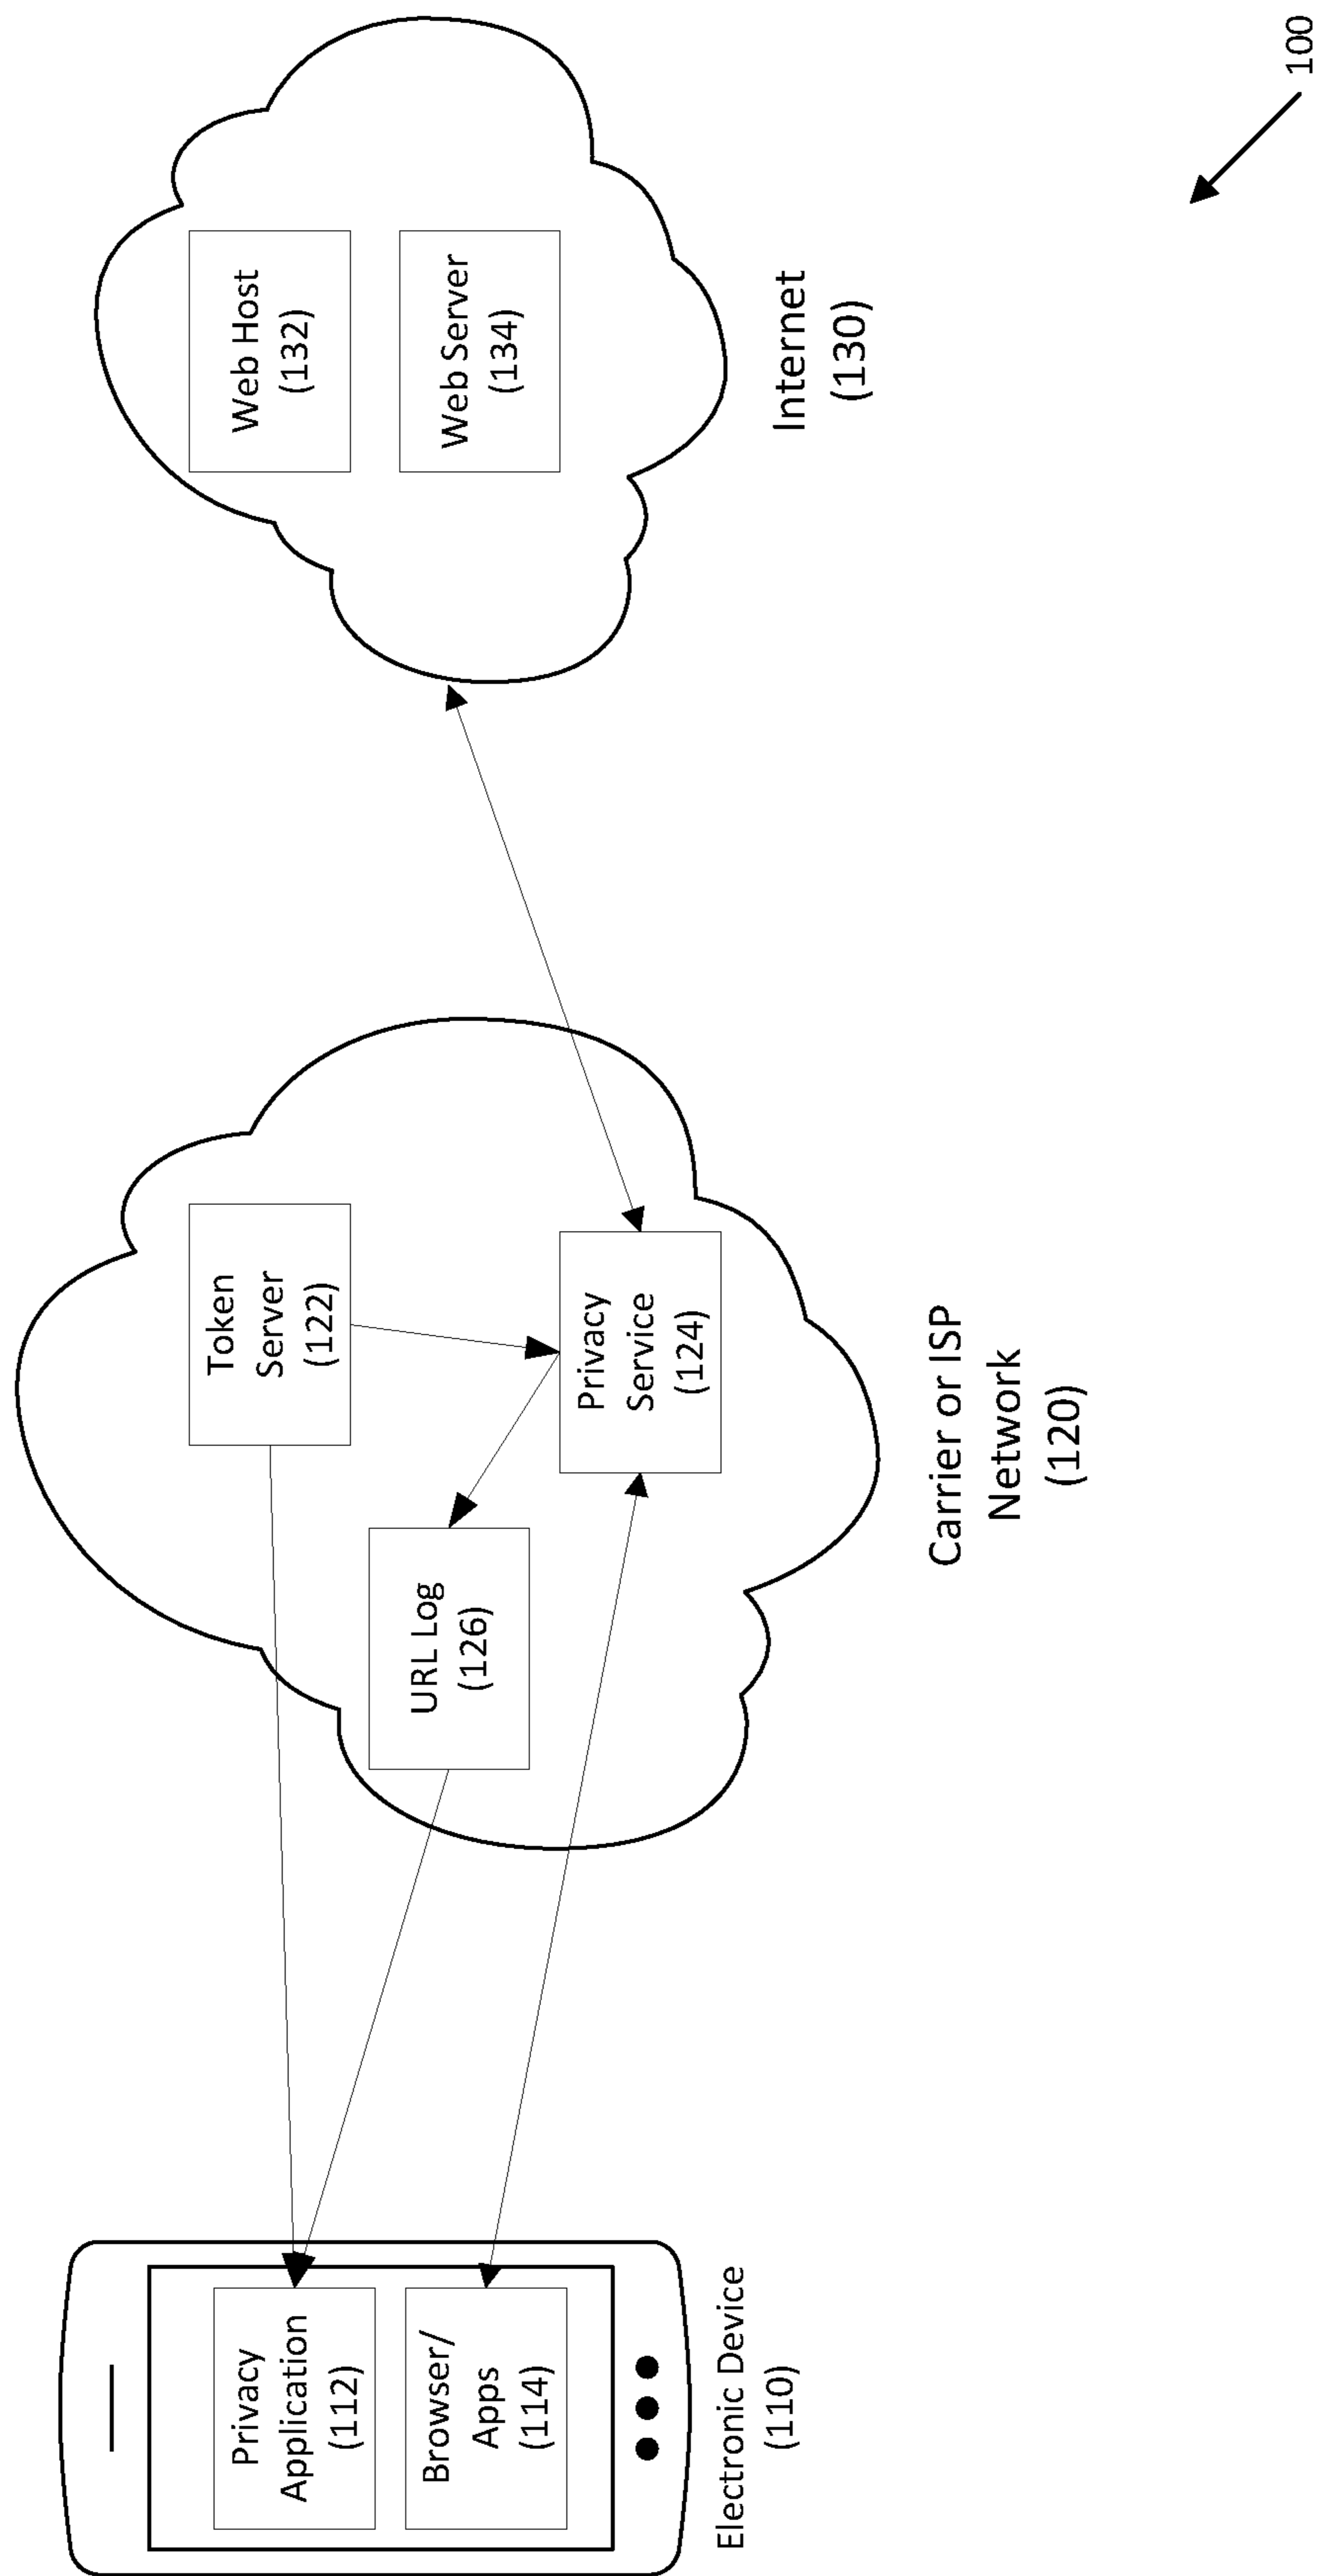 Privacy
Application
(112)
Browser/
Apps
(114)
Electronic Device
(110)
Token
Server
(122)
URL Log
(126)
Privacy
Service
(124)
Carrier or ISP
Network
(120)
Web Host
(132)
Web Server
(134)
Internet
(130)
100